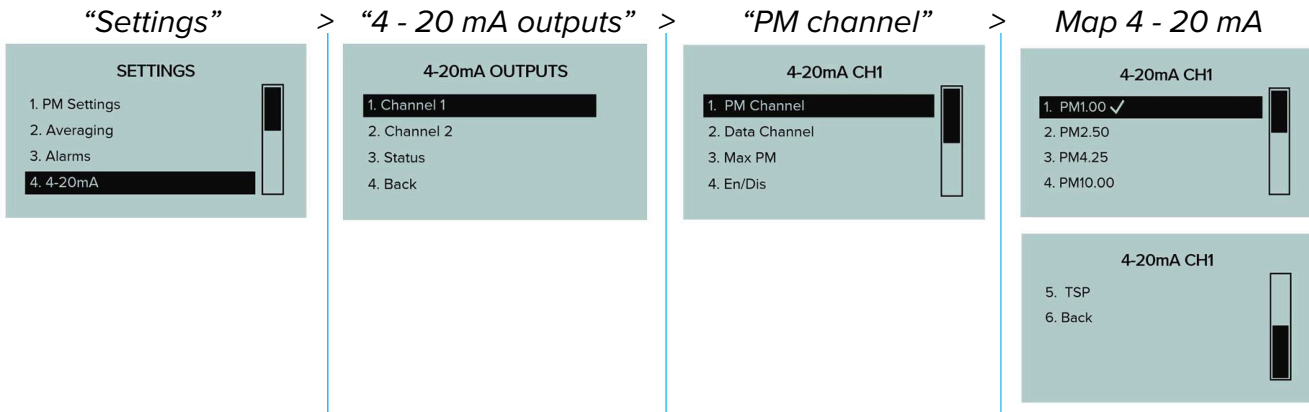 “Settings” > “4 - 20 mA outputs” > “PM channel” > Map 4 - 20 mA
SETTINGS
1. PM Settings
2. Averaging
3. Alarms
4. 4-20mA
4-20mA OUTPUTS
1. Channel 1
2. Channel 2
3. Status
4. Back
4-20mA CH1
1. PM Channel
2. Data Channel
3. Max PM
4. En/Dis
4-20mA CH1
1. PM1.00 ✓
2. PM2.50
3. PM4.25
4. PM10.00
4-20mA CH1
5. TSP
6. Back